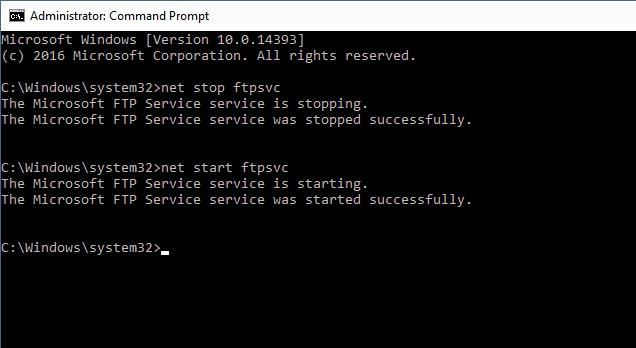 Administrator: Command Prompt
Microsoft Windows [Version 10.0.14393]
(c) 2016 Microsoft Corporation. All rights reserved.
C:\Windows\system32>net stop ftpsvc
The Microsoft FTP Service service is stopping.
The Microsoft FTP Service service was stopped successfully.
C:\Windows\system32>net start ftpsvc
The Microsoft FTP Service service is starting.
The Microsoft FTP Service service was started successfully.
C:\Windows\system32>